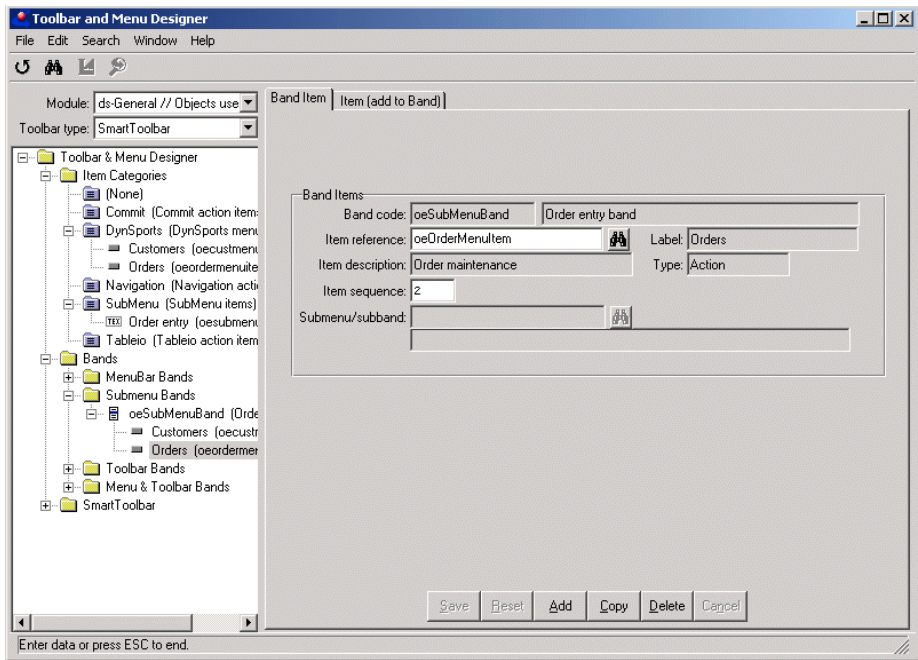 Toolbar and Menu Designer
File Edit Search Window Help
Module: ds-General // Objects use
Toolbar type: SmartToolbar
Toolbar & Menu Designer
Item Categories
(None)
Commit (Commit action item:
DynSports (DynSports menu
Customers (oecustmenu
Orders (oeordermenuite
Navigation (Navigation acti
SubMenu (SubMenu items)
TEX Order entry (oesubmenu
Tableio (Tableio action item
Bands
MenuBar Bands
Submenu Bands
oeSubMenuBand (Orde
Customers (oecustr
Orders (oeordermer
Toolbar Bands
Menu & Toolbar Bands
SmartToolbar
Band Item Item (add to Band)
Band Items
Band code: oeSubMenuBand Order entry band
Item reference: oeOrderMenuItem Label: Orders
Item description: Order maintenance Type: Action
Item sequence: 2
Submenu/subband:
Save Reset Add Copy Delete Cancel
Enter data or press ESC to end.